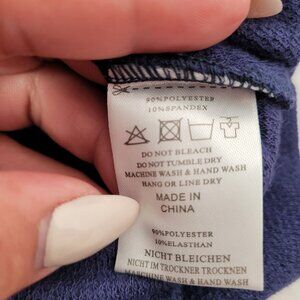 90%POLYESTER
10%SPANDEX
DO NOT BLEACH
DO NOT TUMBLE DRY
MACHINE WASH & HAND WASH
HANG OR LINE DRY
MADE IN
CHINA
90%POLYESTER
10%ELASTHAN
NICHT BLEICHEN
NICHT IM TROCKNER TROCKNEN
MASCHINE WASH & HAND WASH